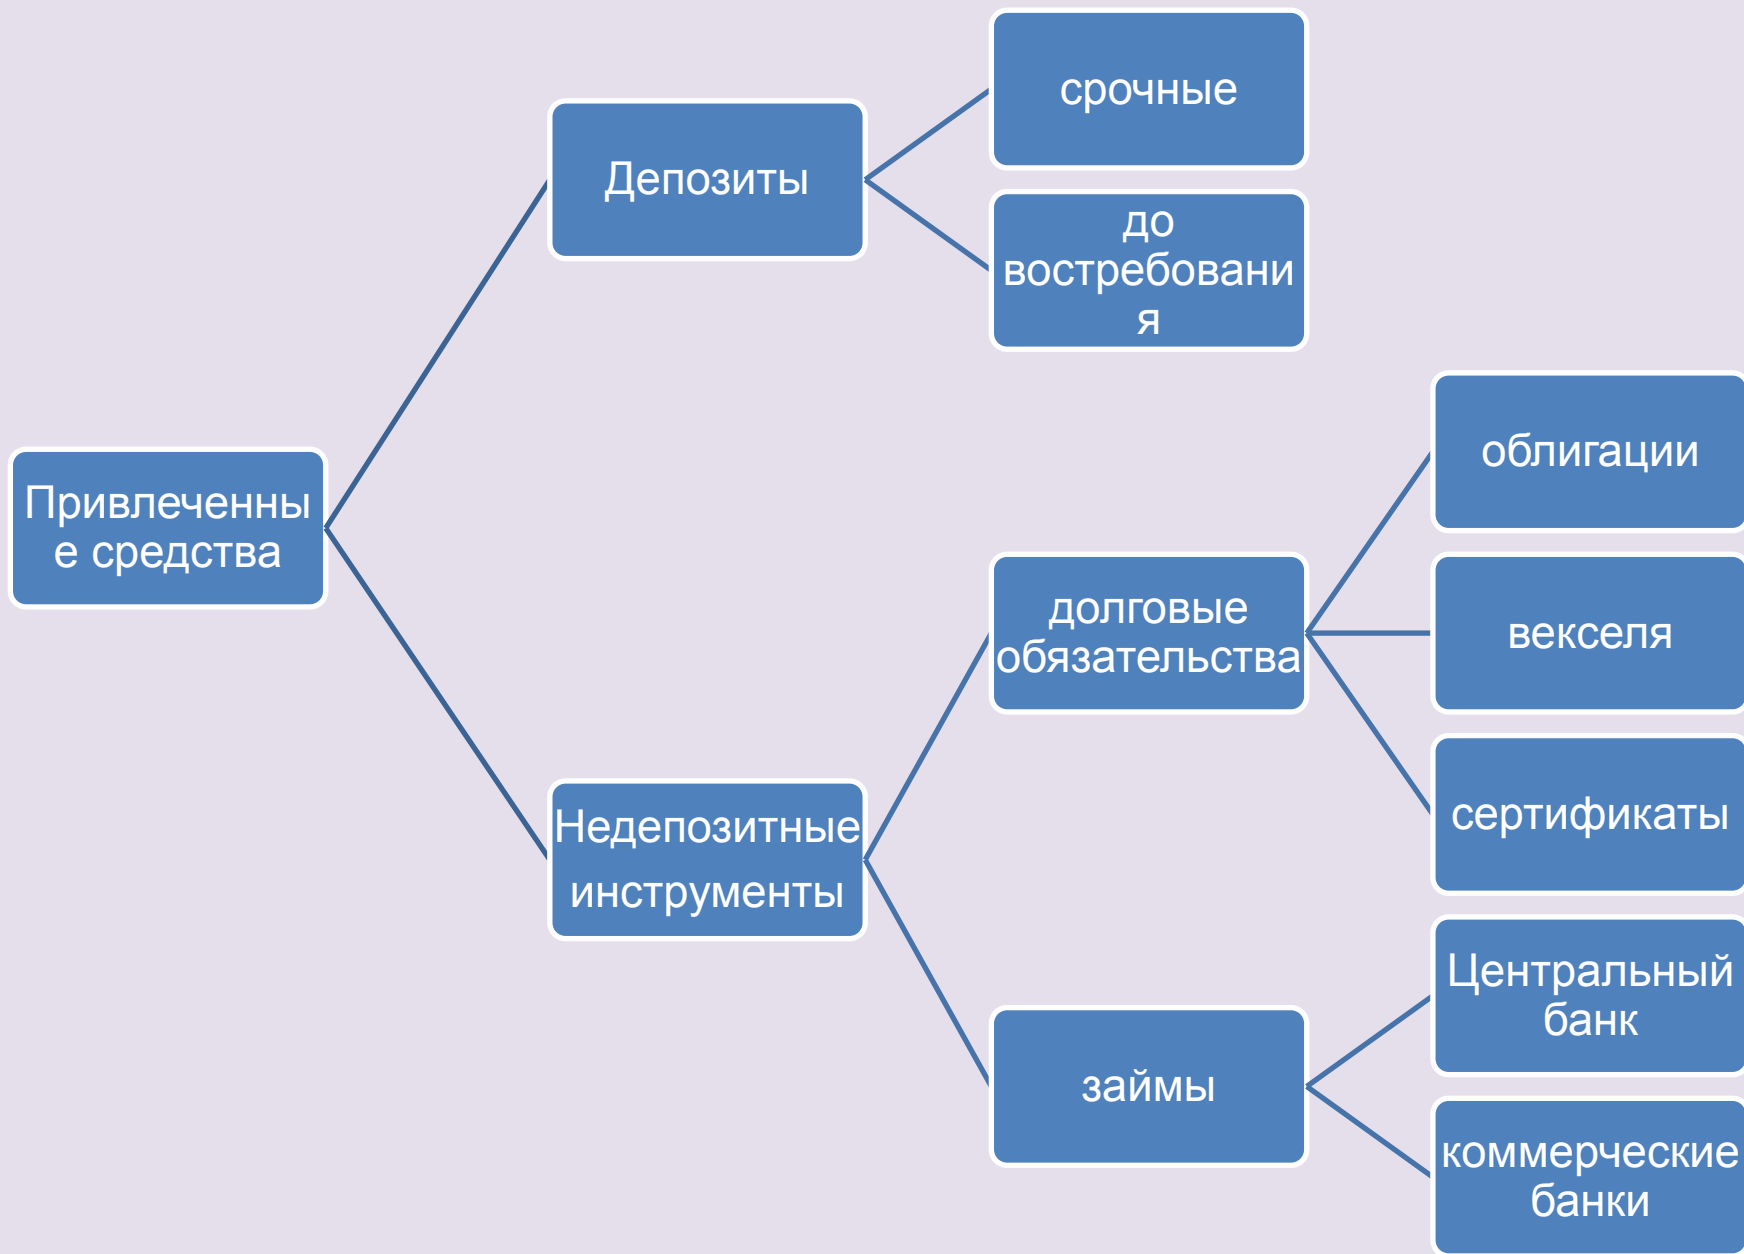 срочные
Депозиты
до
востребовани
я
облигации
Привлеченны
е средства
долговые
обязательства
векселя
сертификаты
Недепозитные
инструменты
Центральный
банк
займы
коммерческие
банки